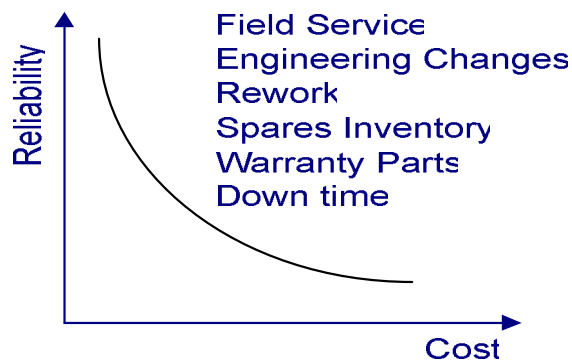 Field Service
Engineering Changes
Rework
Spares Inventory
Warranty Parts
Down time
Reliability
Cost